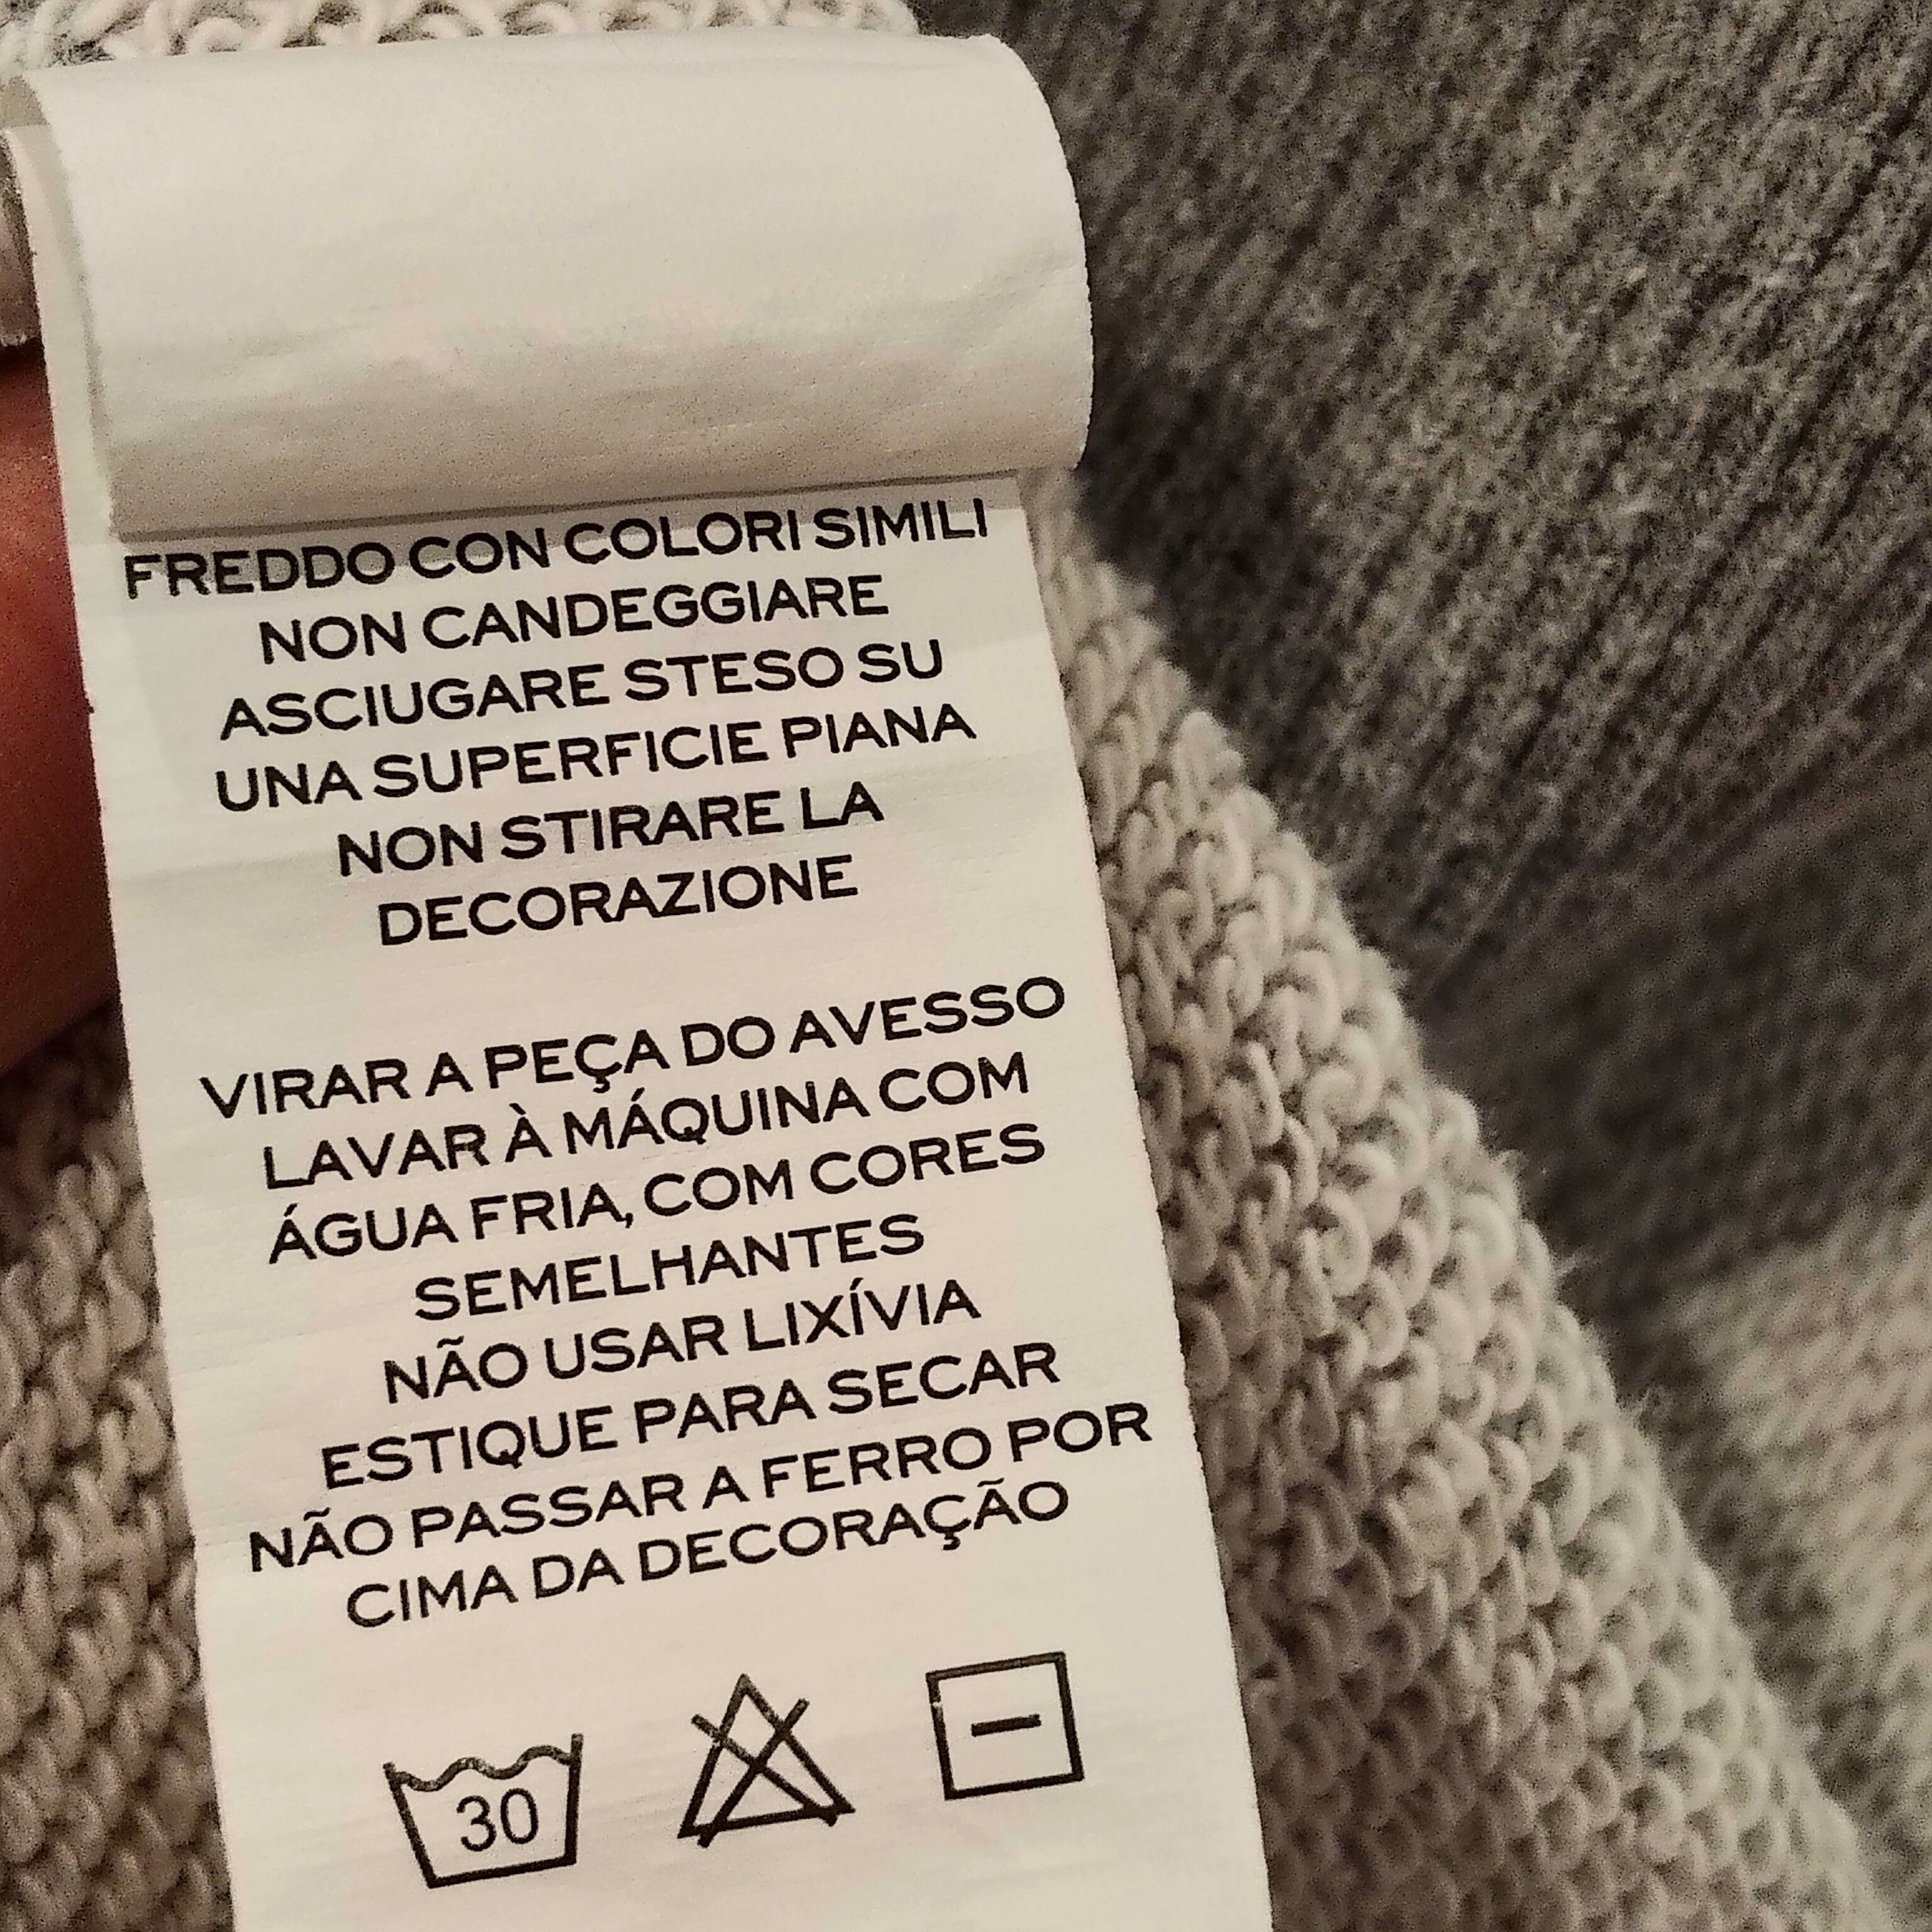 FREDDO CON COLORI SIMILI
NON CANDEGGIARE
ASCIUGARE STESO SU
UNA SUPERFICIE PIANA
NON STIRARE LA
DECORAZIONE
VIRAR A PEÇA DO AVESSO
LAVAR À MÁQUINA COM
ÁGUA FRIA, COM CORES
SEMELHANTES
NÃO USAR LIXÍVIA
ESTIQUE PARA SECAR
NÃO PASSAR A FERRO POR
CIMA DA DECORAÇÃO
30